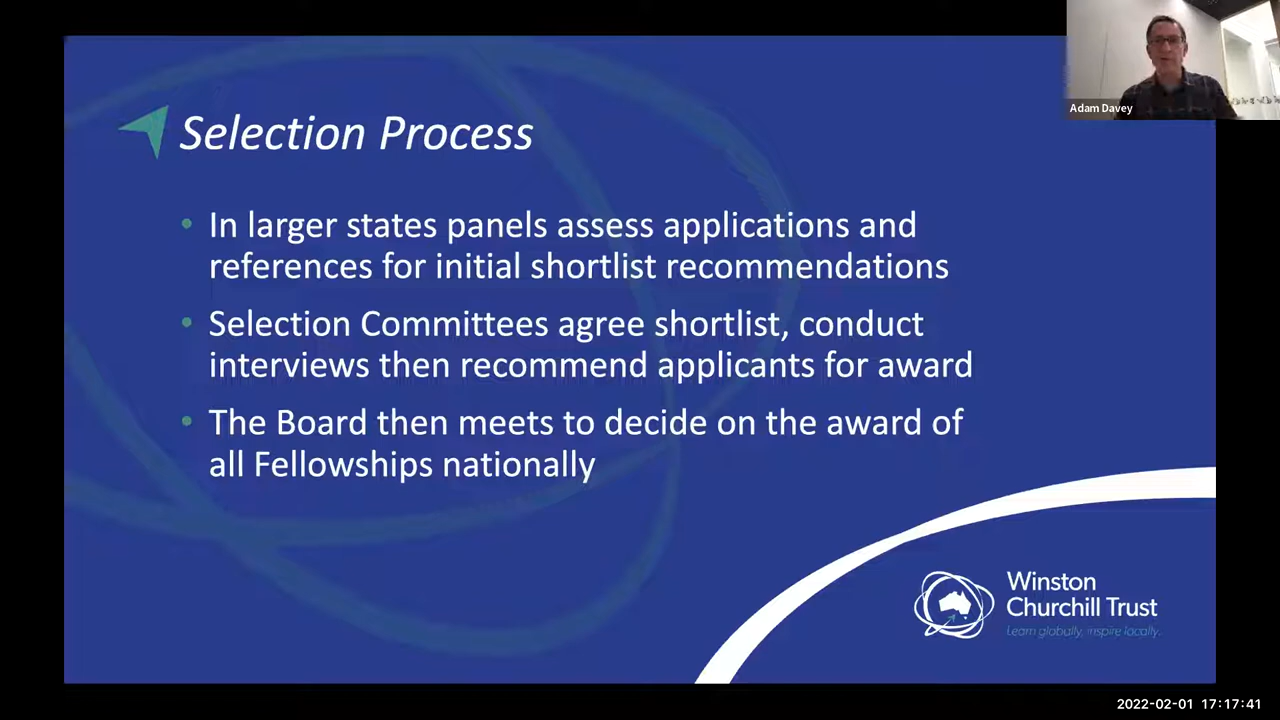 Adam Davey
Selection Process
• In larger states panels assess applications and
references for initial shortlist recommendations
• Selection Committees agree shortlist, conduct
interviews then recommend applicants for award
• The Board then meets to decide on the award of
all Fellowships nationally
Winston
Churchill Trust
Learn globally, inspire locally.
2022-02-01 17:17:41